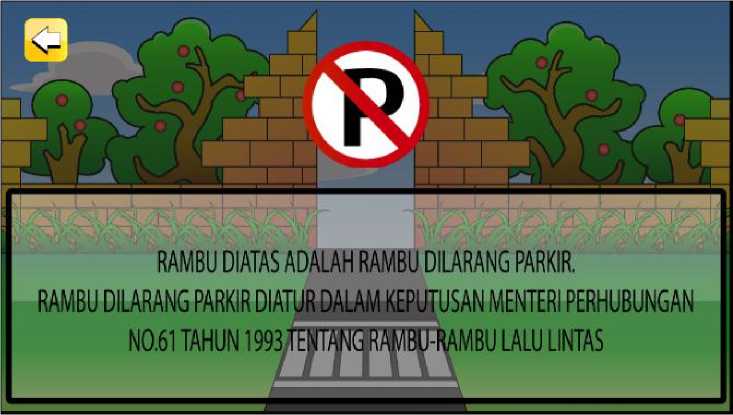 P
RAMBU DIATAS ADALAH RAMBU DILARANG PARKIR.
RAMBU DILARANG PARKIR DIATUR DALAM KEPUTUSAN MENTERI PERHUBUNGAN
NO.61 TAHUN 1993 TENTANG RAMBU-RAMBU LALU LINTAS